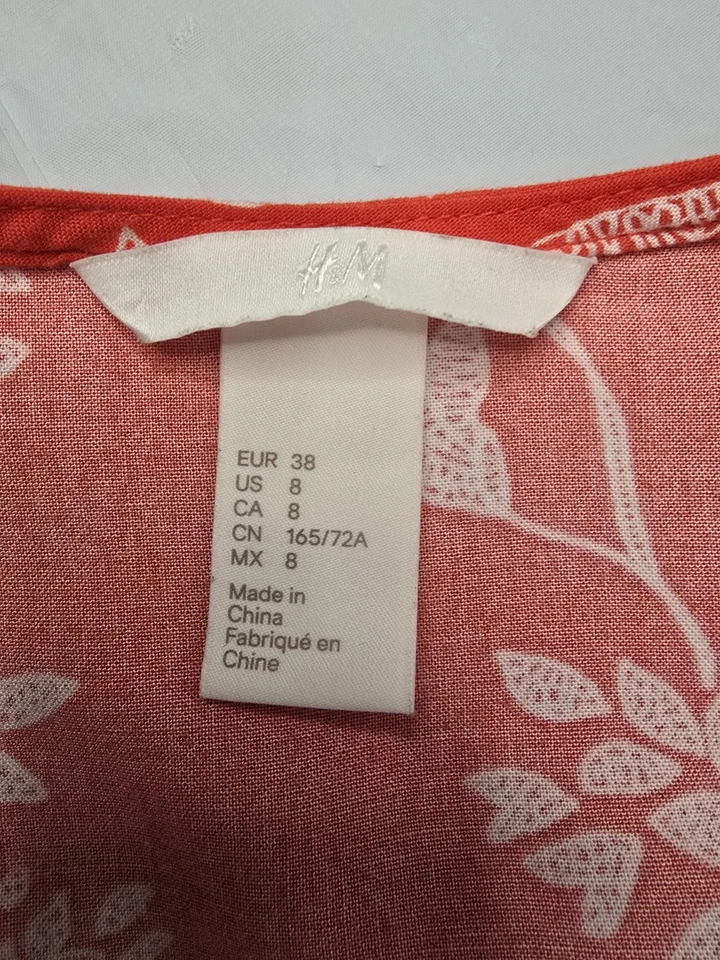 H&M
EUR 38
US 8
CA 8
CN 165/72A
MX 8
Made in
China
Fabriqué en
Chine